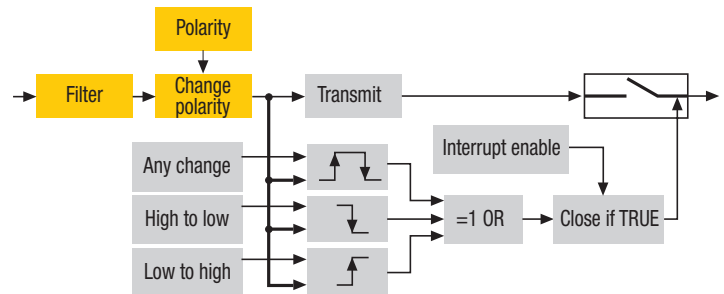 Polarity
Filter
Change
polarity
Transmit
Any change
Interrupt enable
High to low
=1 OR
Close if TRUE
Low to high